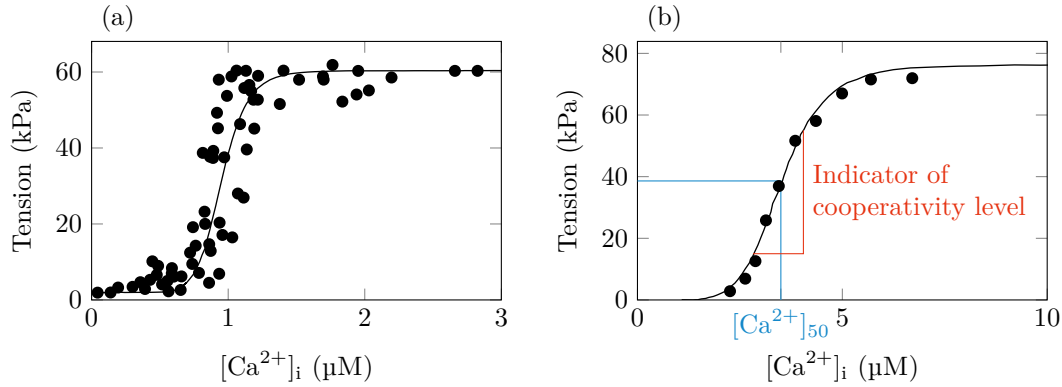 (a)
(b)
Tension (kPa)
60
40
20
0
0
1
2
3
[Ca²⁺]ᵢ (µM)
Tension (kPa)
80
60
40
20
0
0
5
10
Indicator of
cooperativity level
[Ca²⁺]₅₀
[Ca²⁺]ᵢ (µM)